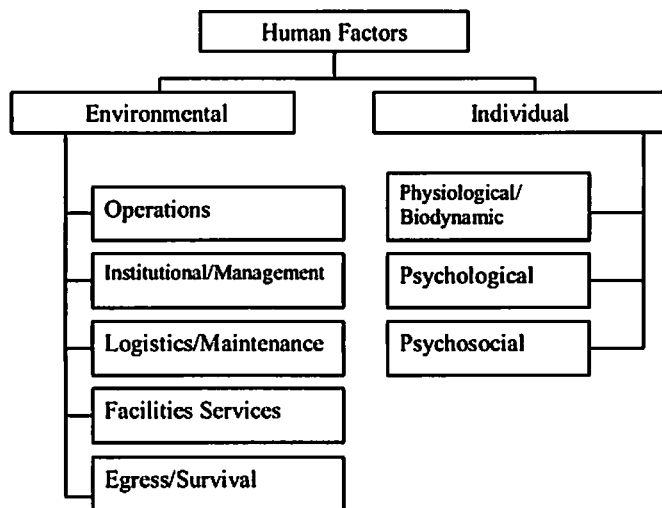 Human Factors
Environmental
Individual
Operations
Institutional/Management
Logistics/Maintenance
Facilities Services
Egress/Survival
Physiological/
Biodynamic
Psychological
Psychosocial